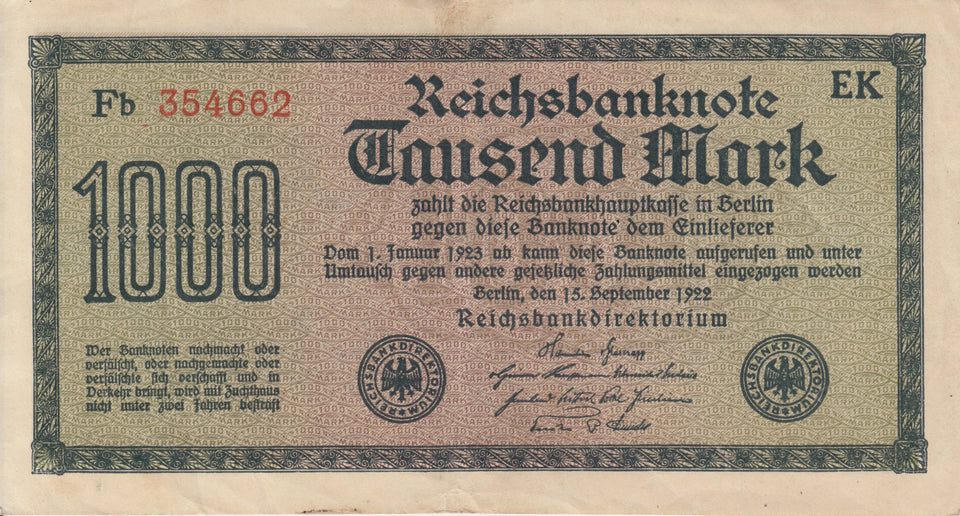 Fb 354662
EK
Reichsbanknote
Tausend Mark
1000
zahlt die Reichsbankhauptkasse in Berlin
gegen diese Banknote dem Einlieferer
Vom 1. Januar 1923 ab kann diese Banknote aufgerufen und unter
Umtausch gegen andere gesetzliche Zahlungsmittel eingezogen werden
Berlin, den 15. September 1922
Reichsbankdirektorium
Wer Banknoten nachmacht oder
verfälscht, oder nachgemachte oder
verfälschte sich verschafft und in
Verkehr bringt, wird mit Zuchthaus
nicht unter zwei Jahren bestraft
REICHSBANKDIREKTORIUM
REICHSBANKDIREKTORIUM